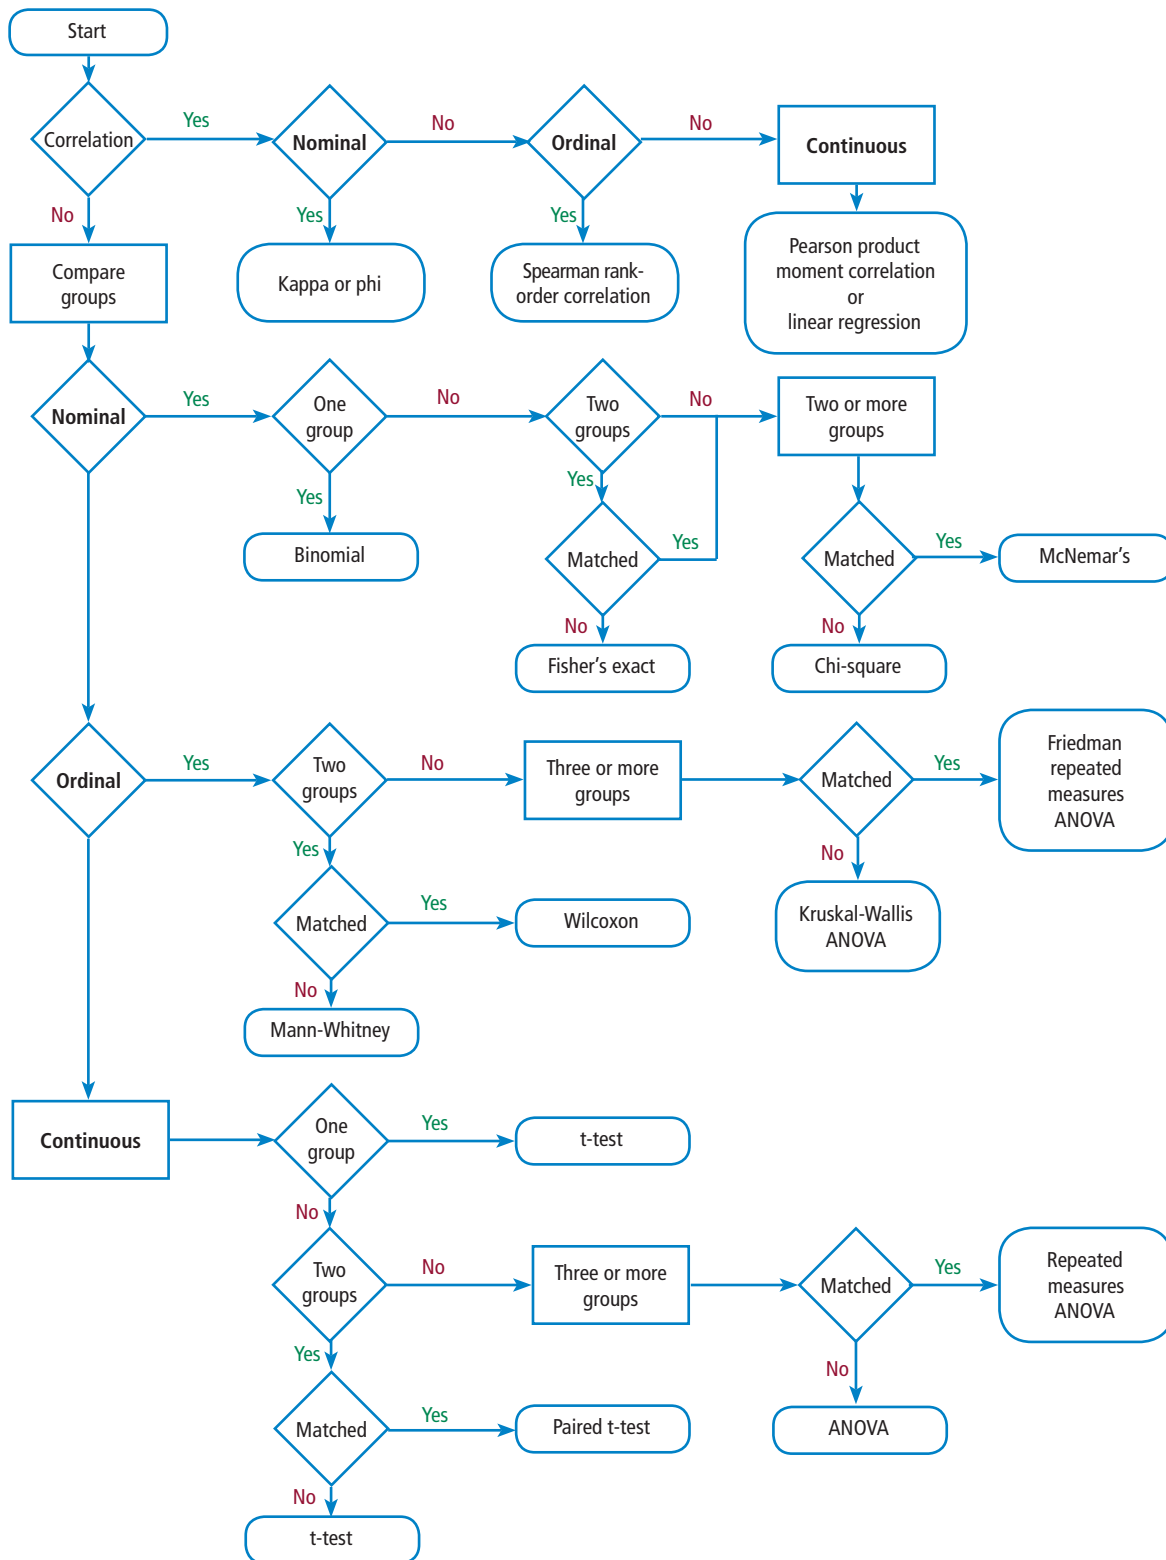 Start
Correlation
Yes
Nominal
No
Ordinal
No
Continuous
No
Yes
Yes
Compare
groups
Kappa or phi
Spearman rank-
order correlation
Pearson product
moment correlation
or
linear regression
Nominal
Yes
One
group
No
Two
groups
No
Two or more
groups
Yes
Yes
Binomial
Matched
Yes
Matched
Yes
McNemar's
No
No
Fisher's exact
Chi-square
Ordinal
Yes
Two
groups
No
Three or more
groups
Matched
Yes
Friedman
repeated
measures
ANOVA
Yes
No
Matched
Yes
Wilcoxon
Kruskal-Wallis
ANOVA
No
Mann-Whitney
Continuous
One
group
Yes
t-test
No
Two
groups
No
Three or more
groups
Matched
Yes
Repeated
measures
ANOVA
Yes
No
Matched
Yes
Paired t-test
ANOVA
No
t-test